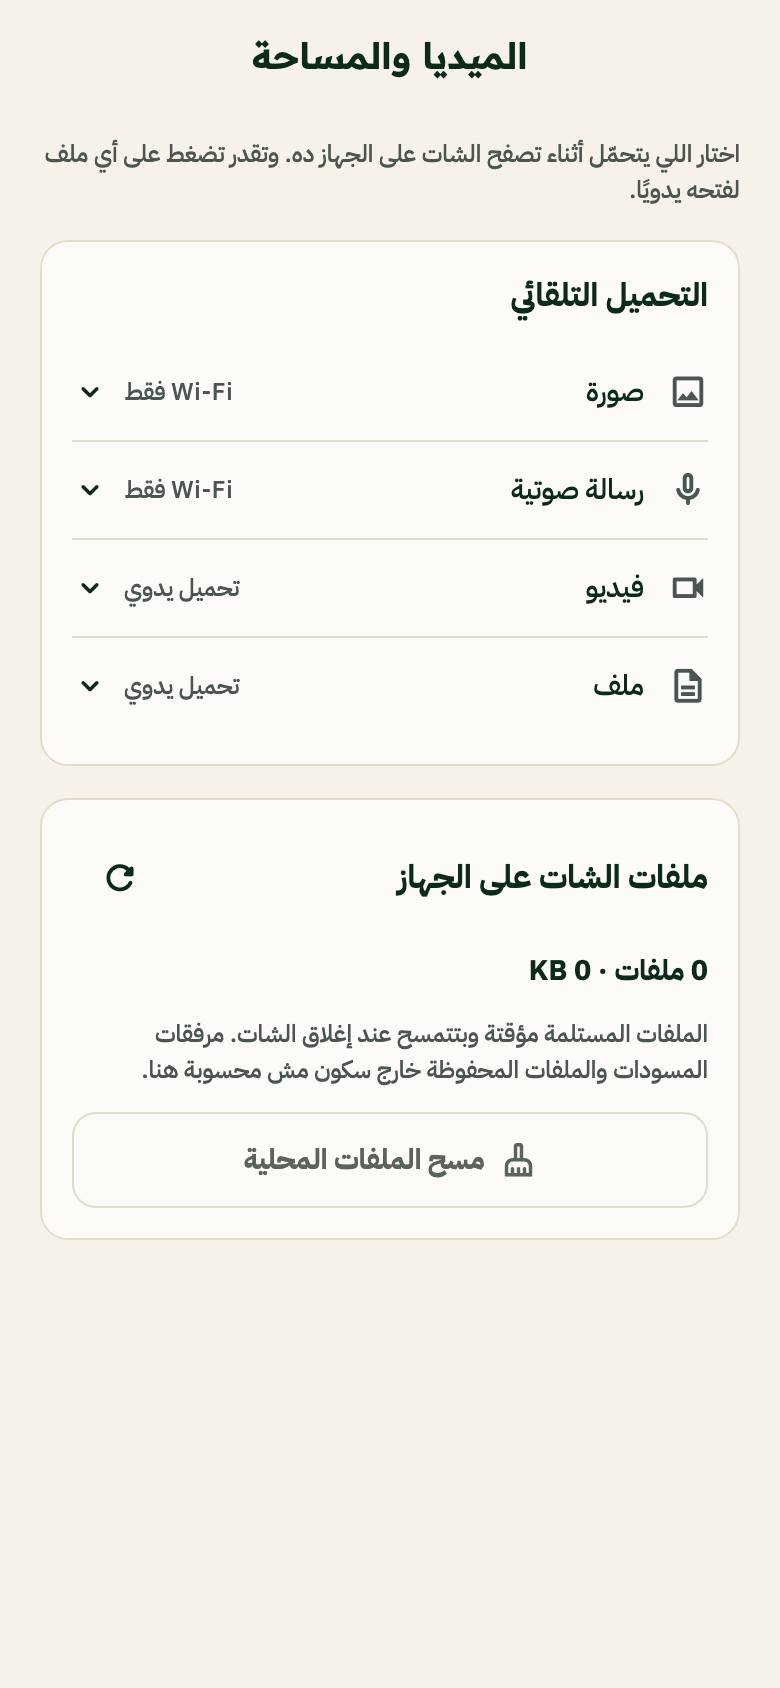 الميديا والمساحة
اختار اللي يتحمّل أثناء تصفح الشات على الجهاز ده. وتقدر تضغط على أي ملف
لفتحه يدويًا.
التحميل التلقائي
صورة
Wi-Fi فقط
رسالة صوتية
Wi-Fi فقط
فيديو
تحميل يدوي
ملف
تحميل يدوي
ملفات الشات على الجهاز
0 ملفات · 0 KB
الملفات المستلمة مؤقتة وبتتمسح عند إغلاق الشات. مرفقات
المسودات والملفات المحفوظة خارج سكون مش محسوبة هنا.
مسح الملفات المحلية